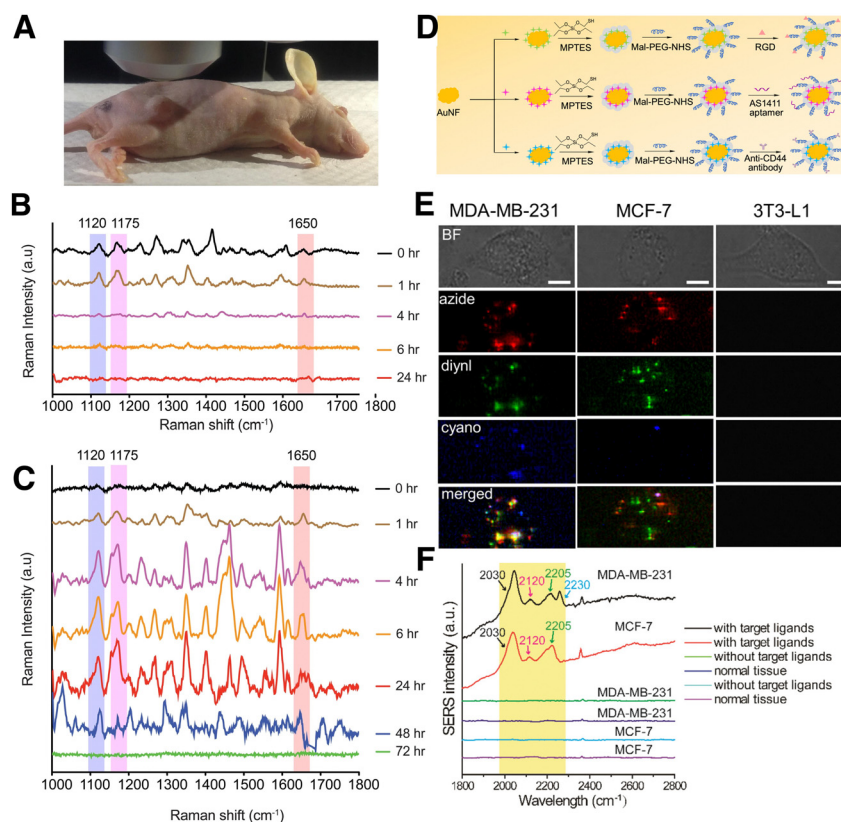 A
B
1120 1175 1650
Raman Intensity (a.u)
0 hr
1 hr
4 hr
6 hr
24 hr
1000 1100 1200 1300 1400 1500 1600 1700 1800
Raman shift (cm-1)
C
1120 1175 1650
Raman Intensity (a.u)
0 hr
1 hr
4 hr
6 hr
24 hr
48 hr
72 hr
1000 1100 1200 1300 1400 1500 1600 1700 1800
Raman shift (cm-1)
D
AuNF
+ O O Si O O SH
MPTES Mal-PEG-NHS RGD
+ O O Si O O SH
MPTES Mal-PEG-NHS AS1411
aptamer
+ O O Si O O SH
MPTES Mal-PEG-NHS Anti-CD44
antibody
E
MDA-MB-231 MCF-7 3T3-L1
BF
azide
diynl
cyano
merged
F
SERS intensity (a.u.)
2030 2120 2205 2230 MDA-MB-231
2030 2120 2205 MCF-7
MDA-MB-231
MDA-MB-231
MCF-7
MCF-7
1800 2000 2200 2400 2600 2800
Wavelength (cm-1)
with target ligands
with target ligands
without target ligands
normal tissue
without target ligands
normal tissue